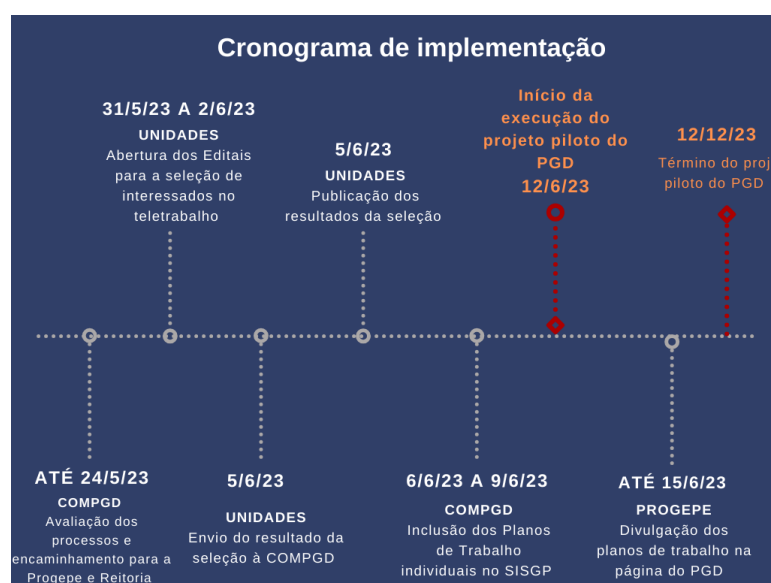 Cronograma de implementação
31/5/23 A 2/6/23
UNIDADES
Abertura dos Editais
para a seleção de
interessados no
teletrabalho
5/6/23
UNIDADES
Publicação dos
resultados da seleção
Início da
execução do
projeto piloto do
PGD
12/6/23
12/12/23
Término do proj
piloto do PGD
ATÉ 24/5/23
COMPGD
Avaliação dos
processos e
encaminhamento para a
Progepe e Reitoria
5/6/23
UNIDADES
Envio do resultado da
seleção à COMPGD
6/6/23 A 9/6/23
COMPGD
Inclusão dos Planos
de Trabalho
individuais no SISGP
ATÉ 15/6/23
PROGEPE
Divulgação dos
planos de trabalho na
página do PGD